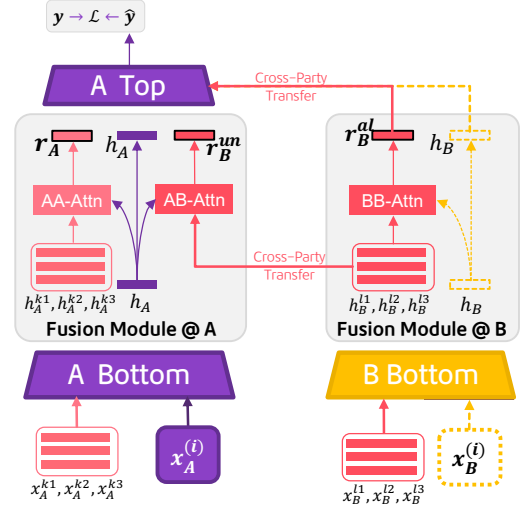 y → ℒ ← ŷ
A Top
Cross-Party
Transfer
r_A
h_A
r_B^{un}
r_B^{al}
h_B
AA-Attn
AB-Attn
BB-Attn
Cross-Party
Transfer
h_A^{k1}, h_A^{k2}, h_A^{k3}
h_A
h_B^{l1}, h_B^{l2}, h_B^{l3}
h_B
Fusion Module @ A
Fusion Module @ B
A Bottom
B Bottom
x_A^{(i)}
x_B^{(i)}
x_A^{k1}, x_A^{k2}, x_A^{k3}
x_B^{l1}, x_B^{l2}, x_B^{l3}